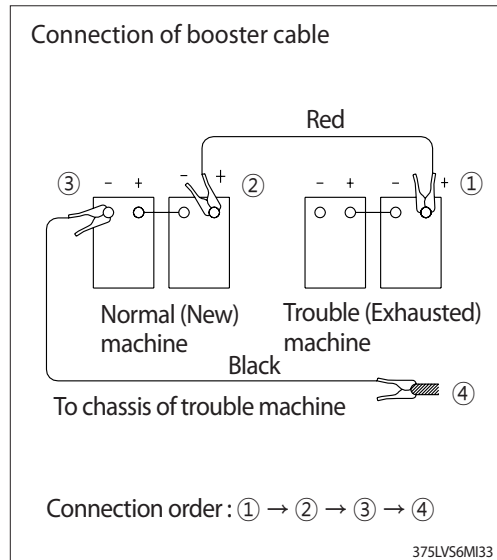 Connection of booster cable
Red
③ - + - + ② - + - + ①
Normal (New)
machine
Trouble (Exhausted)
machine
Black
To chassis of trouble machine
④
Connection order : ① → ② → ③ → ④
375LVS6MI33